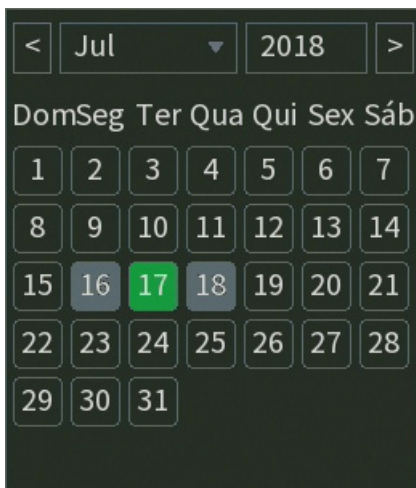 < Jul 2018 >
Dom Seg Ter Qua Qui Sex Sáb
1 2 3 4 5 6 7
8 9 10 11 12 13 14
15 16 17 18 19 20 21
22 23 24 25 26 27 28
29 30 31